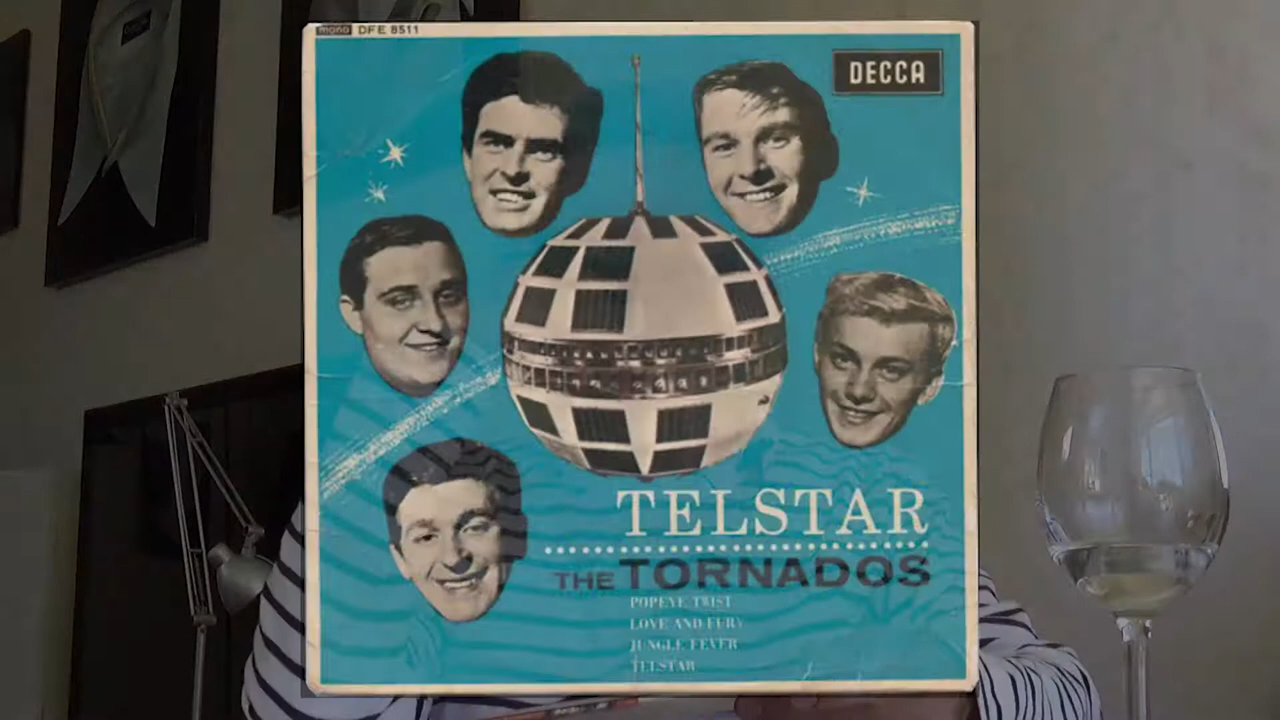 mono DFE 8511
DECCA
TELSTAR
THE TORNADOS
POPEYE TWIST
LOVE AND FURY
JUNGLE FEVER
TELSTAR